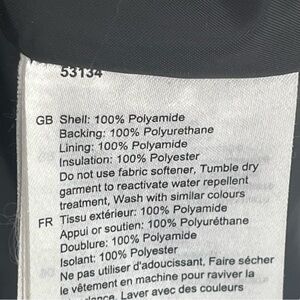 53134
GB Shell: 100% Polyamide
Backing: 100% Polyurethane
Lining: 100% Polyamide
Insulation: 100% Polyester
Do not use fabric softener, Tumble dry
garment to reactivate water repellent
treatment, Wash with similar colours
FR Tissu extérieur: 100% Polyamide
Appui or soutien: 100% Polyuréthane
Doublure: 100% Polyamide
Isolant: 100% Polyester
Ne pas utiliser d'adoucissant, Faire sécher
le vêtement en machine pour raviver la
Laver avec des couleurs